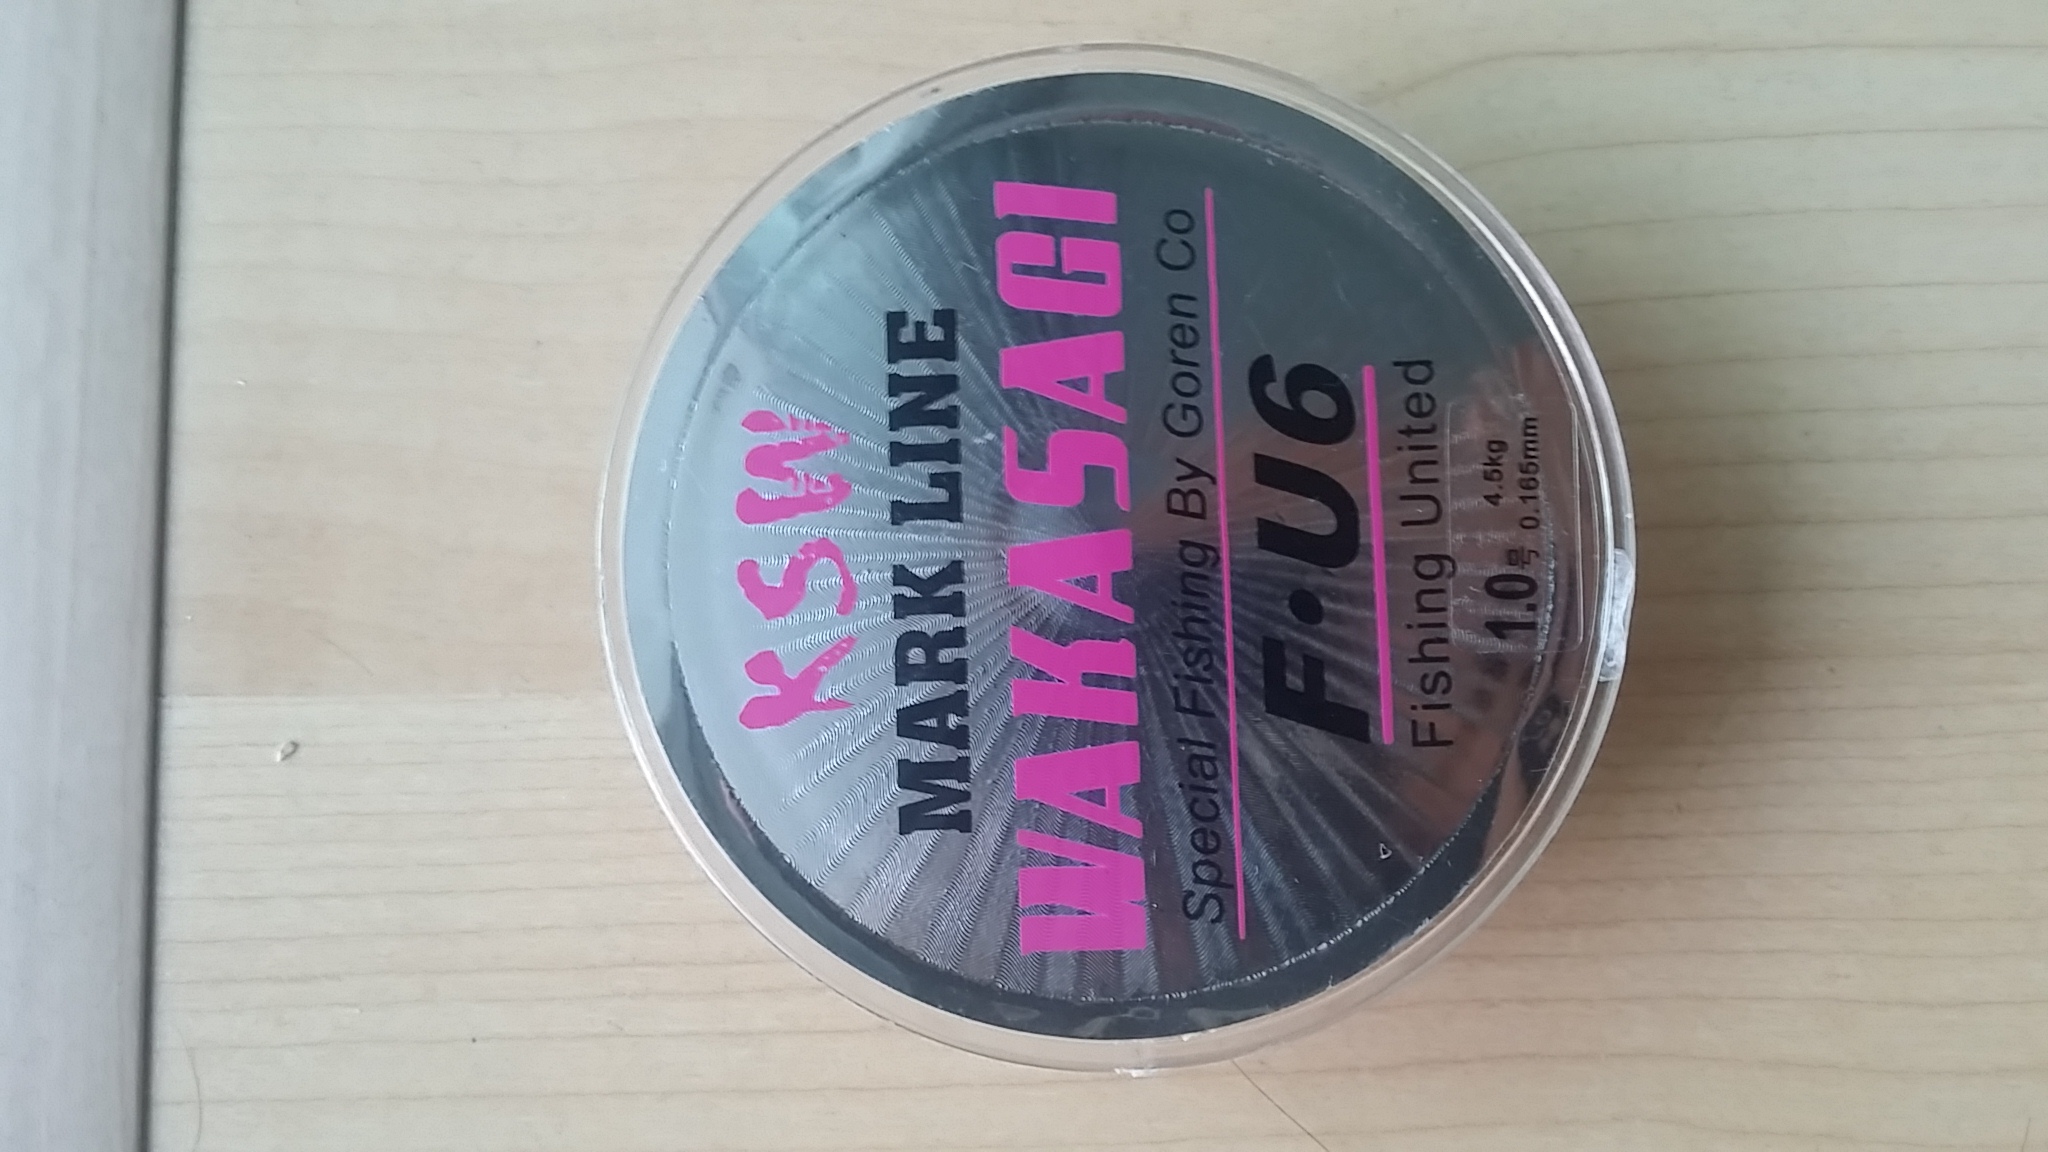 KSW
MARK LINE
WAKASAGI
Special Fishing By Goren Co
F·U6
Fishing United
1.0号 4.5kg
0.165mm